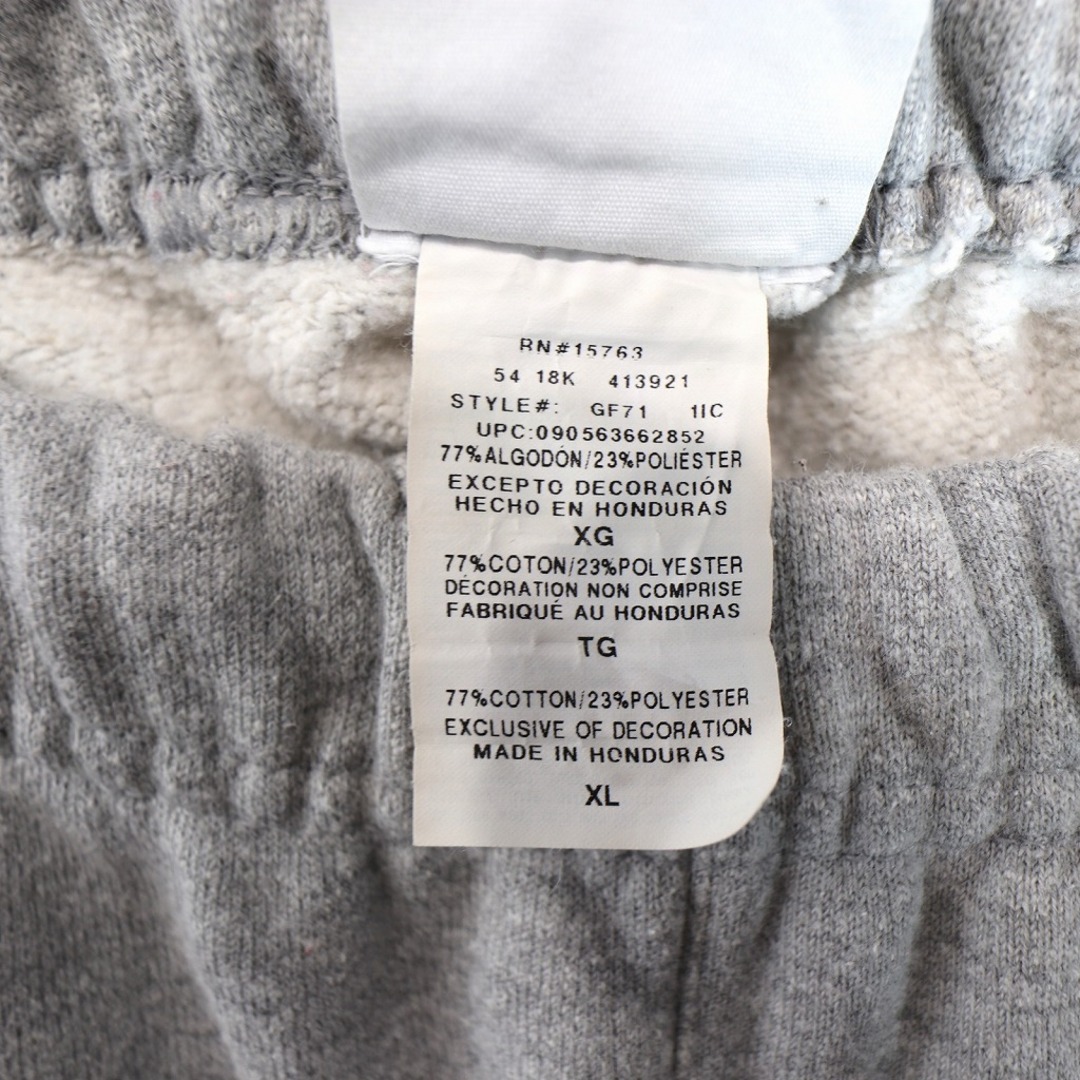 RN#15763
54 18K 413921
STYLE#: GF71 1IC
UPC:090563662852
77%ALGODÓN/23%POLIÉSTER
EXCEPTO DECORACIÓN
HECHO EN HONDURAS
XG
77%COTON/23%POLYESTER
DÉCORATION NON COMPRISE
FABRIQUÉ AU HONDURAS
TG
77%COTTON/23%POLYESTER
EXCLUSIVE OF DECORATION
MADE IN HONDURAS
XL